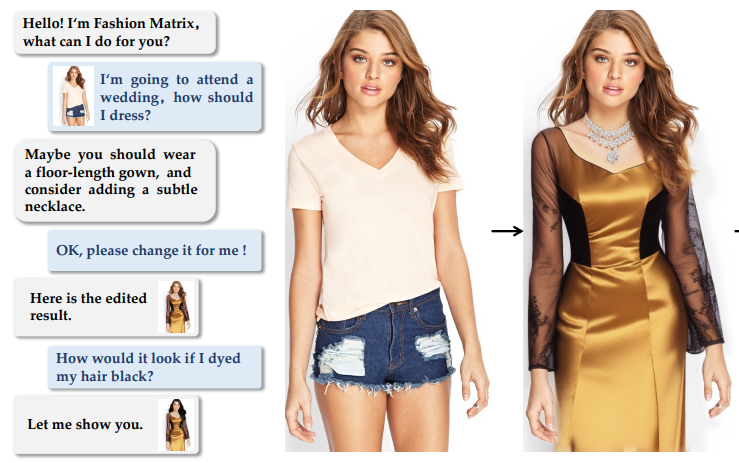 Hello! I'm Fashion Matrix,
what can I do for you?
I'm going to attend a
wedding, how should
I dress?
Maybe you should wear
a floor-length gown, and
consider adding a subtle
necklace.
OK, please change it for me !
Here is the edited
result.
How would it look if I dyed
my hair black?
Let me show you.